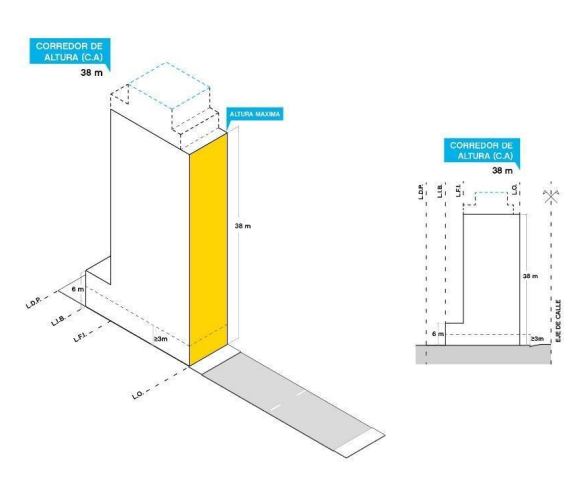 CORREDOR DE
ALTURA (C.A)
38 m
ALTURA MAXIMA
38 m
6 m
L.D.P.
L.I.B.
L.F.I.
≥3m
L.O.
CORREDOR DE
ALTURA (C.A)
38 m
L.D.P.
L.I.B.
L.F.I.
L.O.
38 m
6 m
≥3m
EJE DE CALLE